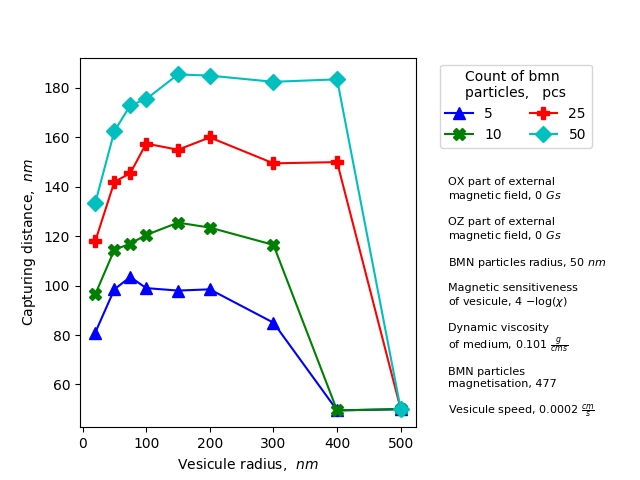 Count of bmn
particles, pcs
5 25
10 50
180
160
140
120
100
80
60
Capturing distance, nm
0 100 200 300 400 500
Vesicule radius, nm
OX part of external
magnetic field, 0 Gs
OZ part of external
magnetic field, 0 Gs
BMN particles radius, 50 nm
Magnetic sensitiveness
of vesicule, 4 −log(χ)
Dynamic viscosity
of medium, 0.101 g/cms
BMN particles
magnetisation, 477
Vesicule speed, 0.0002 cm/s